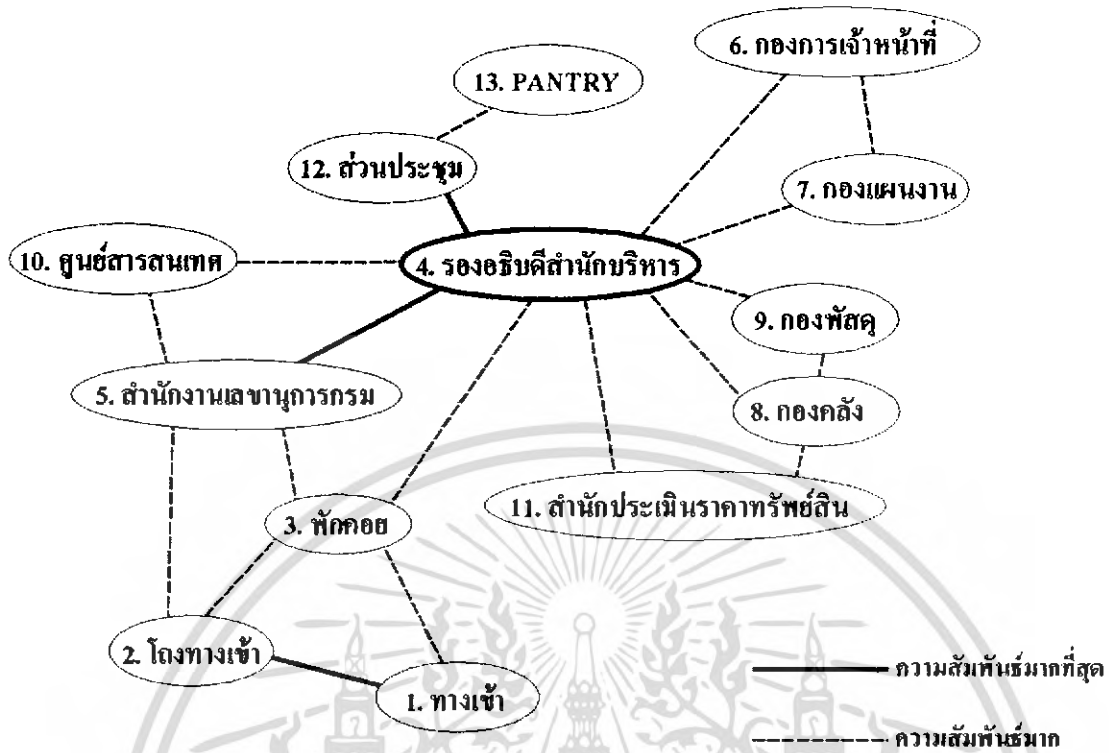 6. กองการเจ้าหน้าที่
13. PANTRY
12. ส่วนประชุม
7. กองแผนงาน
10. ศูนย์สารสนเทศ
4. รองอธิบดีสำนักบริหาร
9. กองพัสดุ
5. สำนักงานเลขานุการกรม
8. กองคลัง
11. สำนักประเมินราคาทรัพย์สิน
3. พักคอย
2. โถงทางเข้า
1. ทางเข้า
ความสัมพันธ์มากที่สุด
ความสัมพันธ์มาก